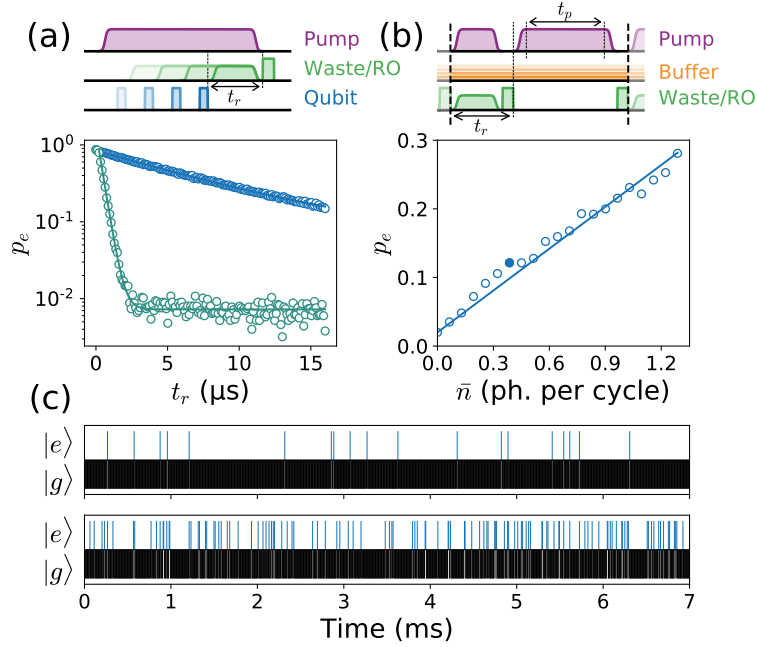 (a)
Pump
Waste/RO
Qubit
t_r
10^0
10^{-1}
10^{-2}
p_e
0 5 10 15
t_r (μs)
(b)
t_p
Pump
Buffer
Waste/RO
t_r
0.3
0.2
0.1
0.0
p_e
0.0 0.3 0.6 0.9 1.2
n̄ (ph. per cycle)
(c)
|e⟩
|g⟩
|e⟩
|g⟩
0 1 2 3 4 5 6 7
Time (ms)